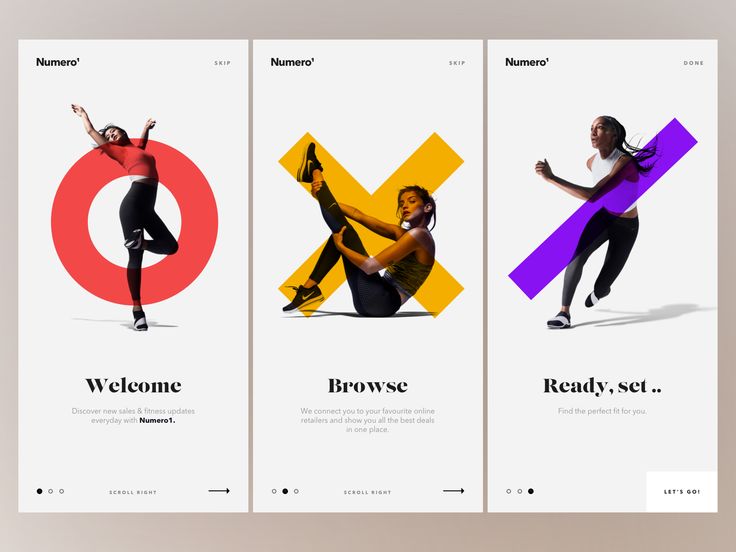 Numero¹
SKIP
Welcome
Discover new sales & fitness updates
everyday with Numero1.
SCROLL RIGHT
Numero¹
SKIP
Browse
We connect you to your favourite online
retailers and show you all the best deals
in one place.
SCROLL RIGHT
Numero¹
DONE
Ready, set ..
Find the perfect fit for you.
LET'S GO!